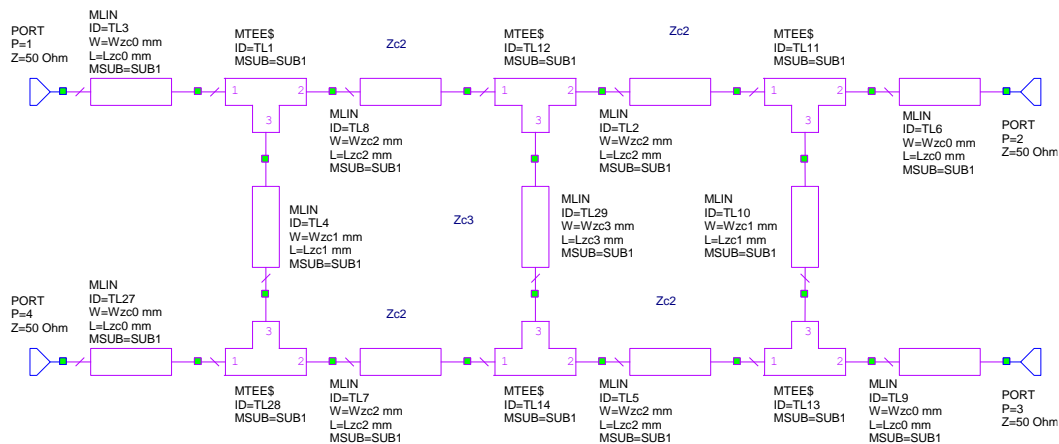 PORT
P=1
Z=50 Ohm
MLIN
ID=TL3
W=Wzc0 mm
L=Lzc0 mm
MSUB=SUB1
MTEE$
ID=TL1
MSUB=SUB1
1
2
3
Zc2
MLIN
ID=TL8
W=Wzc2 mm
L=Lzc2 mm
MSUB=SUB1
MTEE$
ID=TL12
MSUB=SUB1
1
2
3
Zc2
MLIN
ID=TL2
W=Wzc2 mm
L=Lzc2 mm
MSUB=SUB1
MTEE$
ID=TL11
MSUB=SUB1
1
2
3
MLIN
ID=TL6
W=Wzc0 mm
L=Lzc0 mm
MSUB=SUB1
PORT
P=2
Z=50 Ohm
MLIN
ID=TL4
W=Wzc1 mm
L=Lzc1 mm
MSUB=SUB1
Zc3
MLIN
ID=TL29
W=Wzc3 mm
L=Lzc3 mm
MSUB=SUB1
MLIN
ID=TL10
W=Wzc1 mm
L=Lzc1 mm
MSUB=SUB1
PORT
P=4
Z=50 Ohm
MLIN
ID=TL27
W=Wzc0 mm
L=Lzc0 mm
MSUB=SUB1
3
1
2
MTEE$
ID=TL28
MSUB=SUB1
Zc2
MLIN
ID=TL7
W=Wzc2 mm
L=Lzc2 mm
MSUB=SUB1
3
1
2
MTEE$
ID=TL14
MSUB=SUB1
Zc2
MLIN
ID=TL5
W=Wzc2 mm
L=Lzc2 mm
MSUB=SUB1
3
1
2
MTEE$
ID=TL13
MSUB=SUB1
MLIN
ID=TL9
W=Wzc0 mm
L=Lzc0 mm
MSUB=SUB1
PORT
P=3
Z=50 Ohm